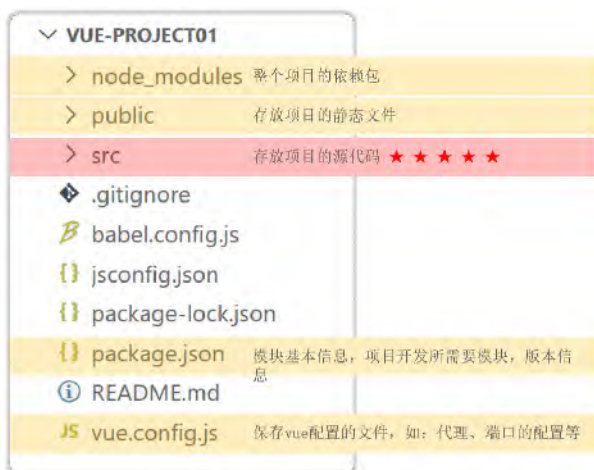 VUE-PROJECT01
node_modules 整个项目的依赖包
public 存放项目的静态文件
src 存放项目的源代码 ★ ★ ★ ★ ★
.gitignore
babel.config.js
{} jsconfig.json
{} package-lock.json
{} package.json 模块基本信息，项目开发所需要模块，版本信
息
README.md
JS vue.config.js 保存vue配置的文件，如：代理、端口的配置等